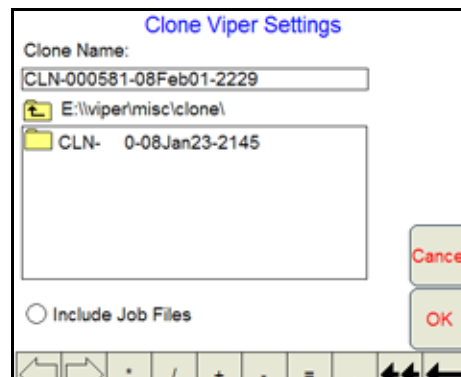 Clone Viper Settings
Clone Name:
CLN-000581-08Feb01-2229
E:\\viper\misc\clone\
CLN- 0-08Jan23-2145
Cance
Include Job Files
OK
* / + - =